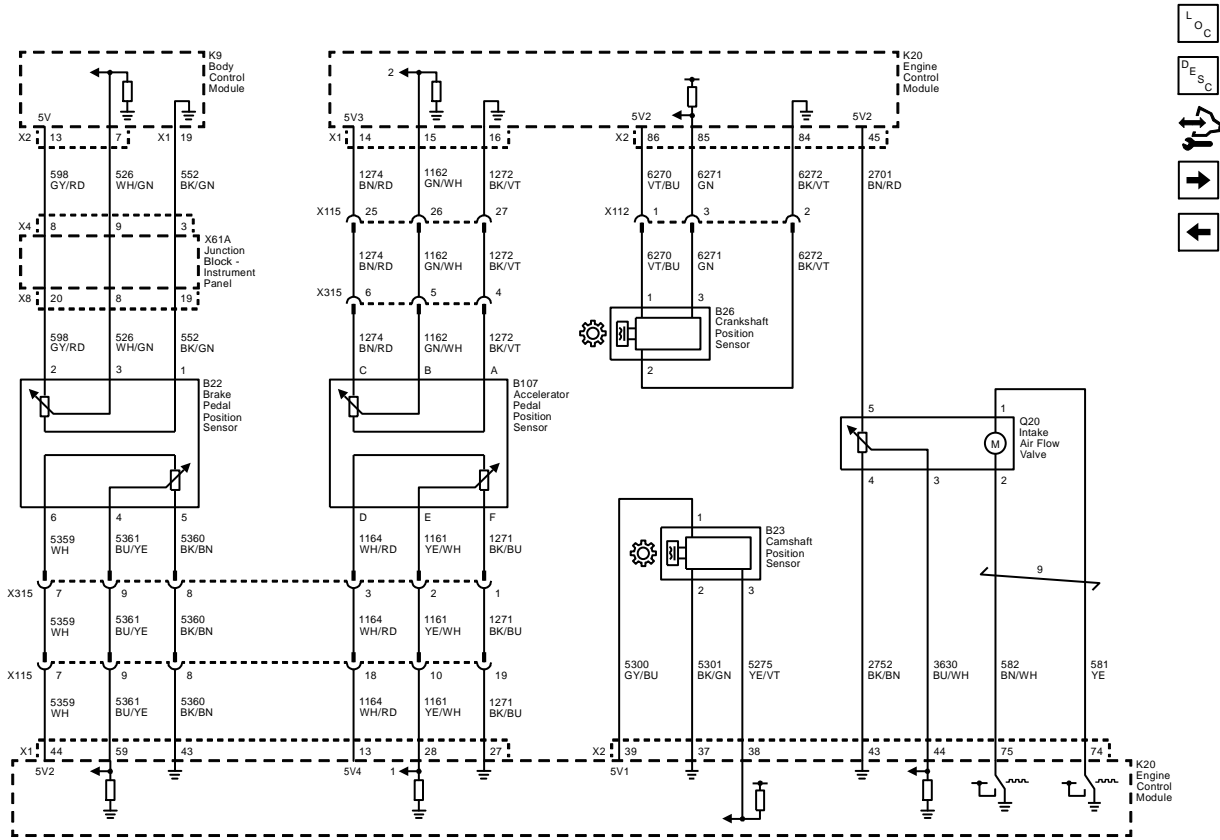 K9
Body
Control
Module
2
K20
Engine
Control
Module
L
O
C
D
E
S
C
5V
5V3
5V2
5V2
X2 13 7 X1 19
X1 14 15 16
X2 86 85 84 45
598
GY/RD
526
WH/GN
552
BK/GN
1274
BN/RD
1162
GN/WH
1272
BK/VT
6270
VT/BU
6271
GN
6272
BK/VT
2701
BN/RD
X4 8 9 3
X115 25 26 27
X112 1 3 2
X61A
Junction
Block -
Instrument
Panel
1274
BN/RD
1162
GN/WH
1272
BK/VT
6270
VT/BU
6271
GN
6272
BK/VT
X8 20 8 19
X315 6 5 4
1 3
B26
Crankshaft
Position
Sensor
2
598
GY/RD
526
WH/GN
552
BK/GN
1274
BN/RD
1162
GN/WH
1272
BK/VT
2 3 1
C B A
B22
Brake
Pedal
Position
Sensor
B107
Accelerator
Pedal
Position
Sensor
5 1
Q20
Intake
Air Flow
Valve
M
4 3 2
6 4 5
D E F
5359
WH
5361
BU/YE
5360
BK/BN
1164
WH/RD
1161
YE/WH
1271
BK/BU
1
B23
Camshaft
Position
Sensor
2 3
9
X315 7 9 8 3 2 1
5359
WH
5361
BU/YE
5360
BK/BN
1164
WH/RD
1161
YE/WH
1271
BK/BU
X115 7 9 8 18 10 19
5300
GY/BU
5301
BK/GN
5275
YE/VT
2752
BK/BN
3630
BU/WH
582
BN/WH
581
YE
5359
WH
5361
BU/YE
5360
BK/BN
1164
WH/RD
1161
YE/WH
1271
BK/BU
X1 44 59 43 13 28 27
X2 39 37 38 43 44 75 74
5V2
5V4
1
5V1
K20
Engine
Control
Module